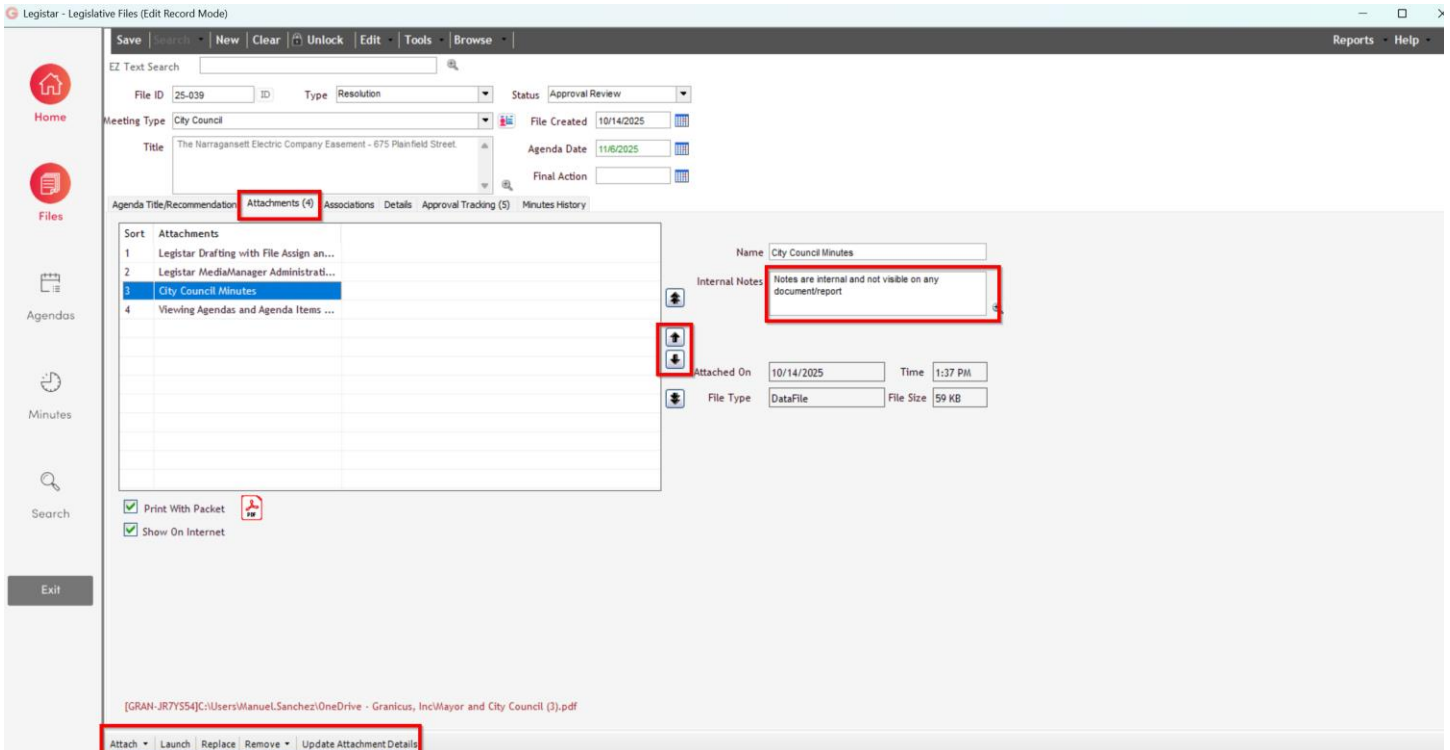 Legistar - Legislative Files (Edit Record Mode)
Save Search New Clear Unlock Edit Tools Browse Reports Help
EZ Text Search
File ID 25-039 ID Type Resolution Status Approval Review
Meeting Type City Council File Created 10/14/2025
Title The Narragansett Electric Company Easement - 675 Plainfield Street. Agenda Date 11/6/2025
Final Action
Agenda Title/Recommendation Attachments (4) Associations Details Approval Tracking (5) Minutes History
Home
Files
Agendas
Minutes
Search
Exit
Sort Attachments
1 Legistar Drafting with File Assign an...
2 Legistar MediaManager Administrati...
3 City Council Minutes
4 Viewing Agendas and Agenda Items ...
Name City Council Minutes
Internal Notes Notes are internal and not visible on any
document/report
Attached On 10/14/2025 Time 1:37 PM
File Type DataFile File Size 59 KB
Print With Packet PDF
Show On Internet
[GRAN-JR7YS54]C:\Users\Manuel.Sanchez\OneDrive - Granicus, Inc\Mayor and City Council (3).pdf
Attach Launch Replace Remove Update Attachment Details